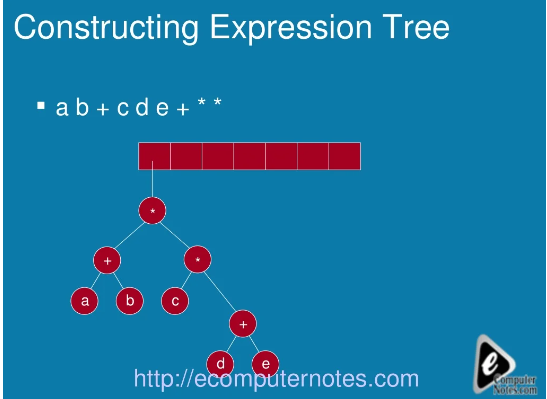 Constructing Expression Tree
▪ a b + c d e + * *
*
+ *
a b c
+
d e
http://ecomputernotes.com
e
Computer
Notes.com